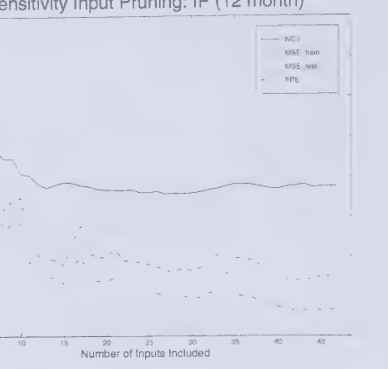 ensitivity Input Pruning: IP (12 month)
NCV
MSE_train
MSE_test
FPE
10 15 20 25 30 35 40 45
Number of Inputs Included